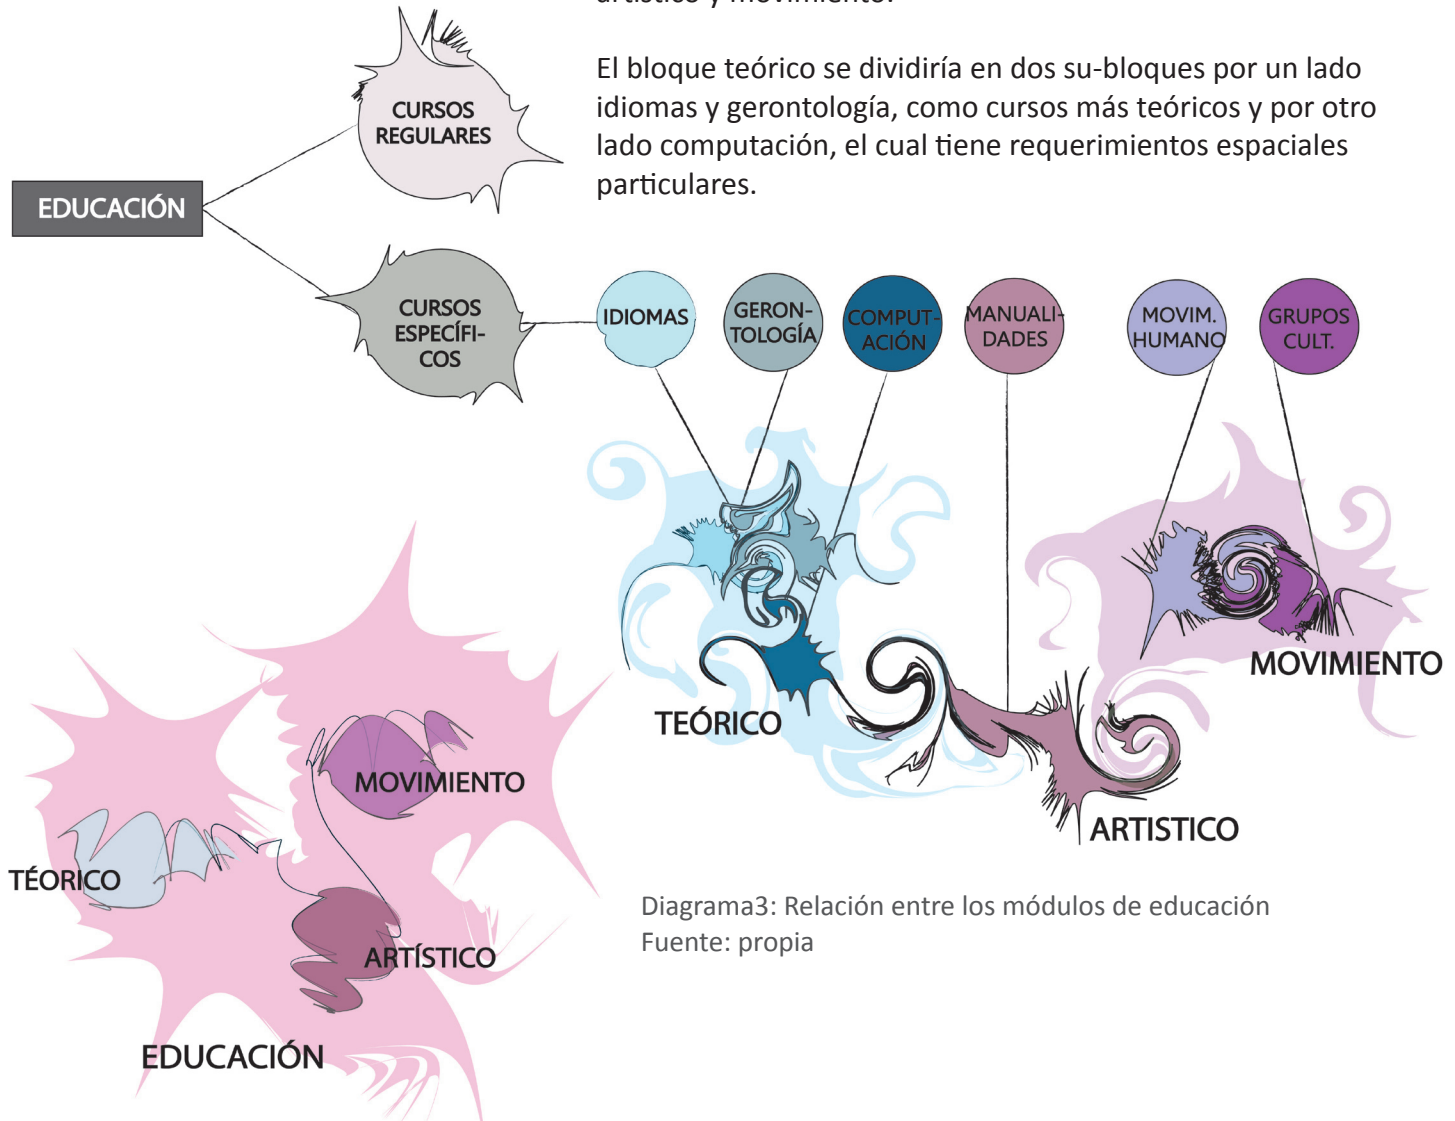 artístico y movimiento.
El bloque teórico se dividiría en dos su-bloques por un lado
idiomas y gerontología, como cursos más teóricos y por otro
lado computación, el cual tiene requerimientos espaciales
particulares.
CURSOS
REGULARES
EDUCACIÓN
CURSOS
ESPECÍFI-
COS
IDIOMAS
GERON-
TOLOGÍA
COMPUT-
ACIÓN
MANUALI-
DADES
MOVIM.
HUMANO
GRUPOS
CULT.
TEÓRICO
MOVIMIENTO
ARTISTICO
MOVIMIENTO
TÉORICO
ARTÍSTICO
EDUCACIÓN
Diagrama3: Relación entre los módulos de educación
Fuente: propia